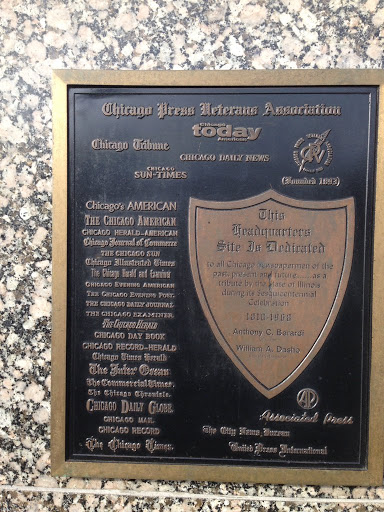 Chicago Press Veterans Association
Chicago
today
American
Chicago Tribune
CHICAGO DAILY NEWS
CHICAGO
SUN-TIMES
(Founded 1893)
Chicago's AMERICAN
THE CHICAGO AMERICAN
CHICAGO HERALD-AMERICAN
Chicago Journal of Commerce
THE CHICAGO SUN
Chicago Illustrated Times
The Chicago Herald and Examiner
CHICAGO EVENING AMERICAN
THE CHICAGO EVENING POST.
THE CHICAGO DAILY JOURNAL.
THE CHICAGO EXAMINER.
The Chicago Herald
CHICAGO DAY BOOK
CHICAGO RECORD-HERALD
Chicago Times Herald
The Inter Ocean
The Commercial Times.
The Chicago Chronicle.
CHICAGO DAILY GLOBE.
CHICAGO MAIL.
CHICAGO RECORD
The Chicago Times.
This
Headquarters
Site Is Dedicated
to all Chicago newspapermen of the
past, present and future......as a
tribute by the state of Illinois
during its Sesquicentennial
Celebration
1818-1968
Anthony C. Berardi
William A. Dasho
AP
Associated Press
The City News Bureau
United Press International